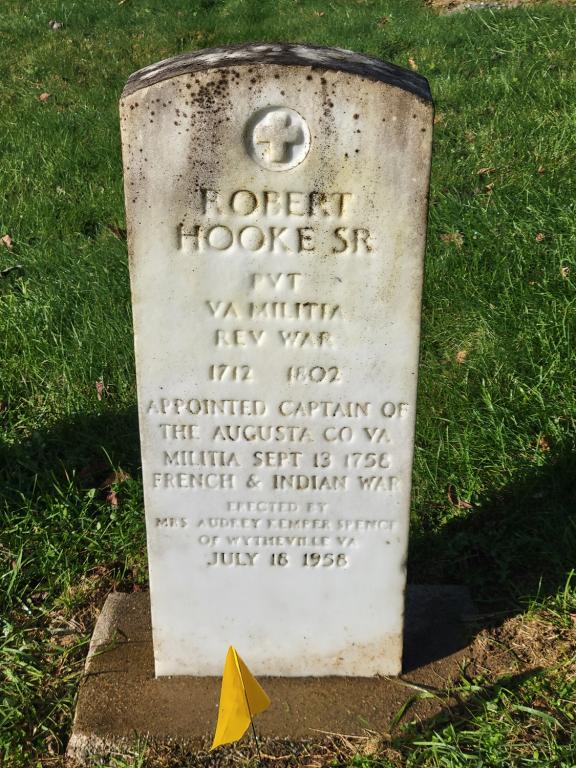 ROBERT
HOOKE SR
PVT
VA MILITIA
REV WAR
1712 1802
APPOINTED CAPTAIN OF
THE AUGUSTA CO VA
MILITIA SEPT 13 1758
FRENCH & INDIAN WAR
ERECTED BY
MRS AUDREY KEMPER SPENCE
OF WYTHEVILLE VA
JULY 18 1958